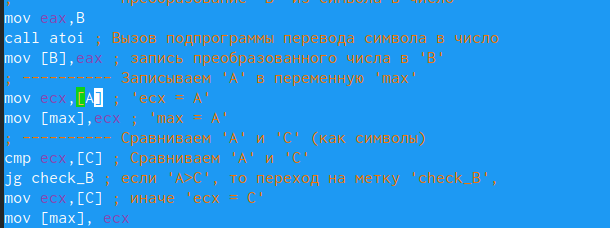 ; ---------- Преобразование 'B' из символа в число
mov eax,B
call atoi ; Вызов подпрограммы перевода символа в число
mov [B],eax ; запись преобразованного числа в 'B'
; ---------- Записываем 'A' в переменную 'max'
mov ecx,[A] ; 'ecx = A'
mov [max],ecx ; 'max = A'
; ---------- Сравниваем 'A' и 'С' (как символы)
cmp ecx,[C] ; Сравниваем 'A' и 'С'
jg check_B ; если 'A>C', то переход на метку 'check_B',
mov ecx,[C] ; иначе 'ecx = C'
mov [max], ecx